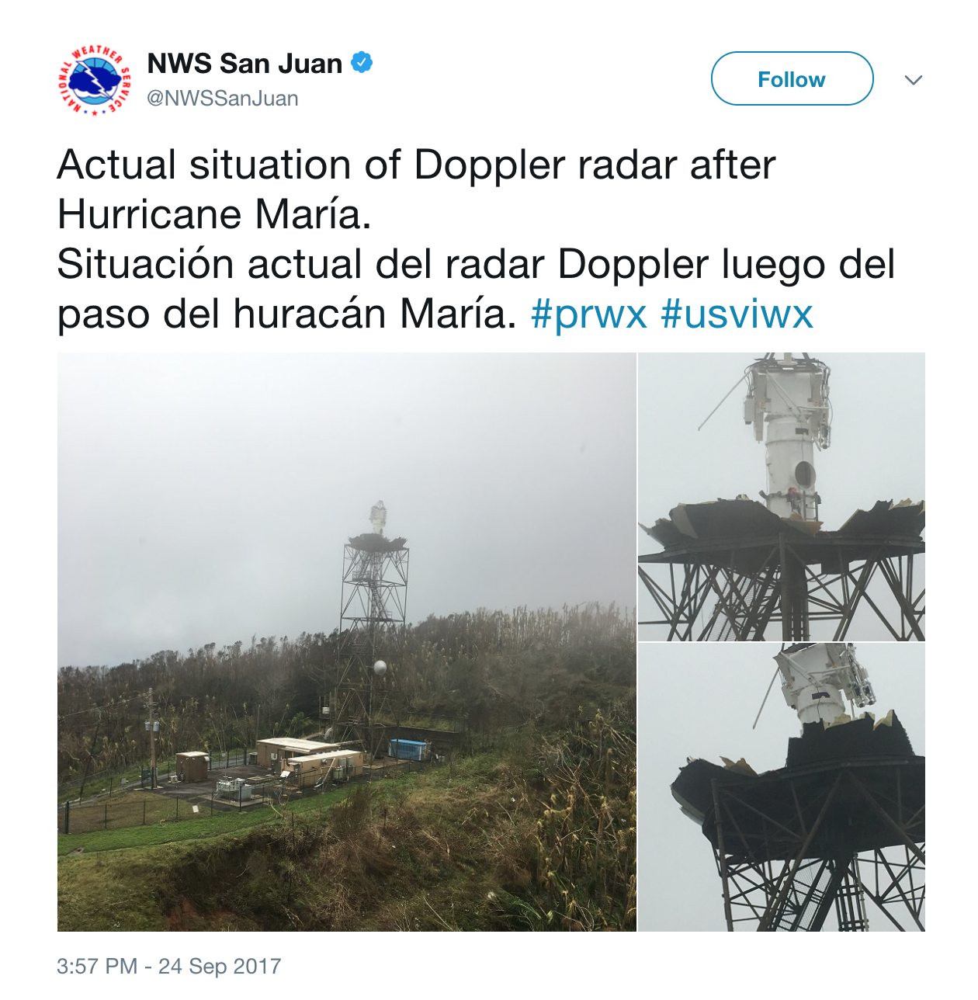 NATIONAL WEATHER SERVICE
NWS San Juan
@NWSSanJuan
Follow
Actual situation of Doppler radar after
Hurricane María.
Situación actual del radar Doppler luego del
paso del huracán María. #prwx #usviwx
3:57 PM - 24 Sep 2017